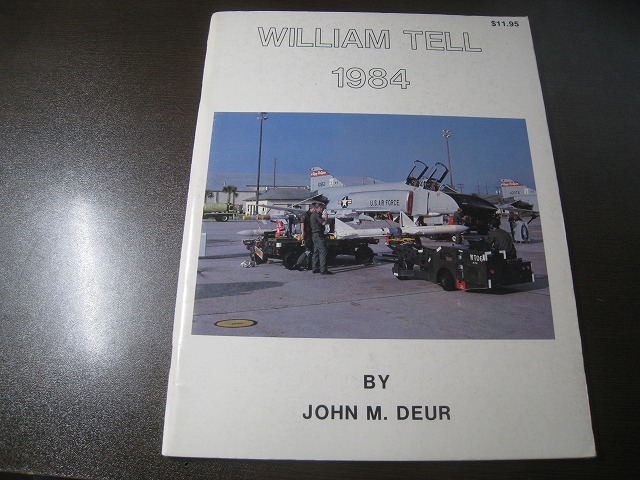 $11.95
WILLIAM TELL
1984
U.S. AIR FORCE
BY
JOHN M. DEUR